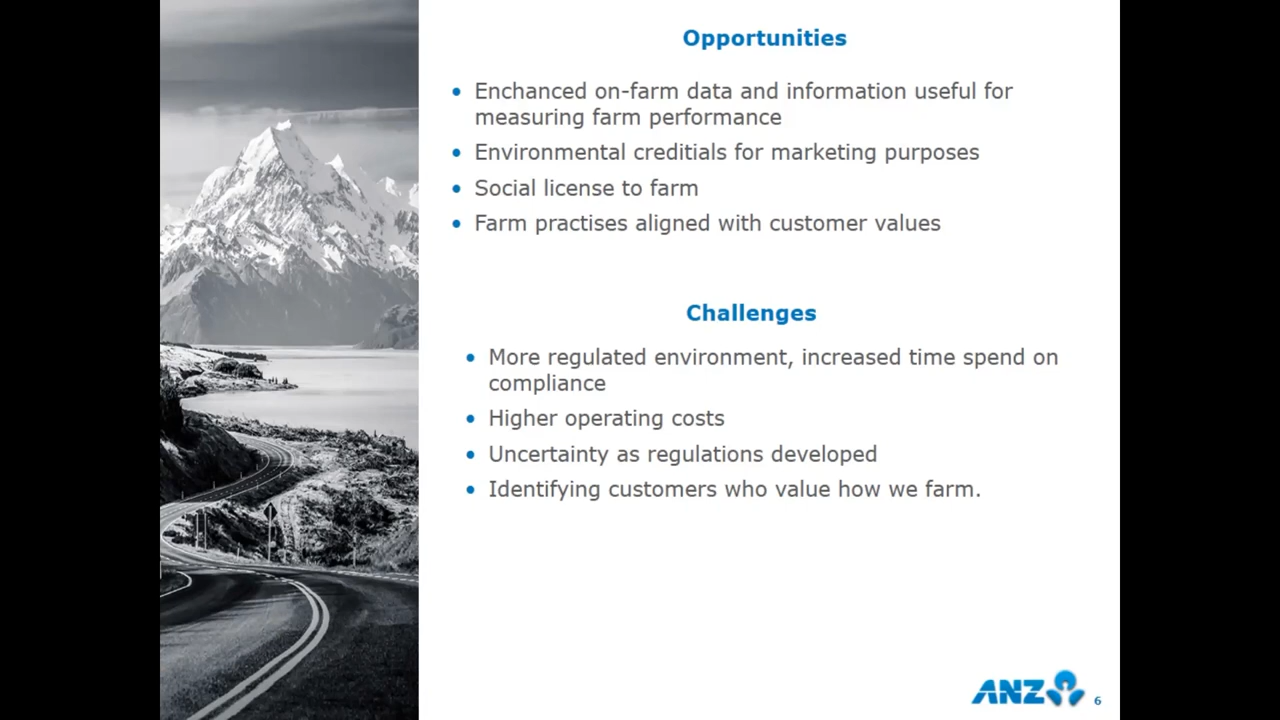 Opportunities
• Enchanced on-farm data and information useful for
measuring farm performance
• Environmental creditials for marketing purposes
• Social license to farm
• Farm practises aligned with customer values
Challenges
• More regulated environment, increased time spend on
compliance
• Higher operating costs
• Uncertainty as regulations developed
• Identifying customers who value how we farm.
ANZ
6